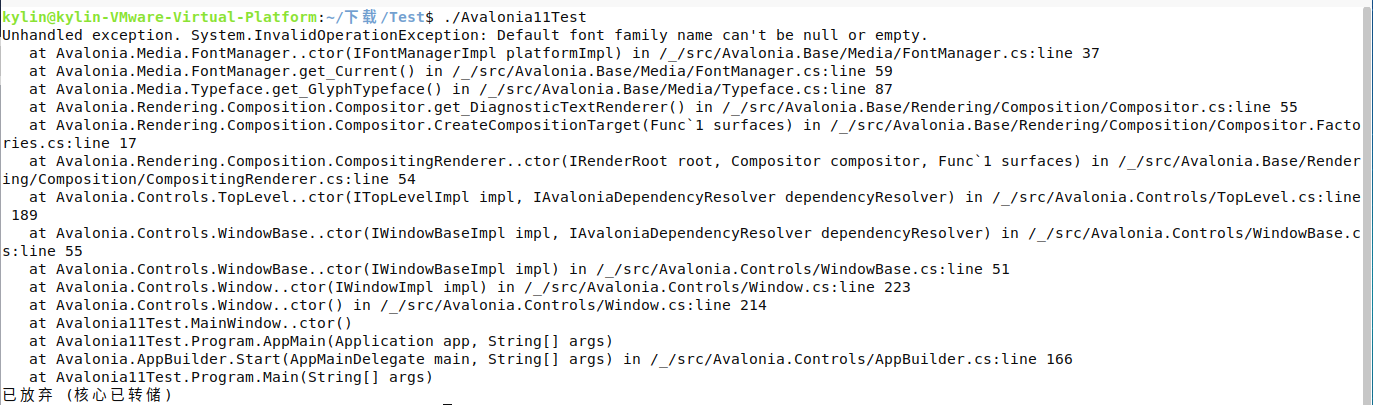 kylin@kylin-VMware-Virtual-Platform:~/下载/Test$ ./Avalonia11Test
Unhandled exception. System.InvalidOperationException: Default font family name can't be null or empty.
   at Avalonia.Media.FontManager..ctor(IFontManagerImpl platformImpl) in /_/src/Avalonia.Base/Media/FontManager.cs:line 37
   at Avalonia.Media.FontManager.get_Current() in /_/src/Avalonia.Base/Media/FontManager.cs:line 59
   at Avalonia.Media.Typeface.get_GlyphTypeface() in /_/src/Avalonia.Base/Media/Typeface.cs:line 87
   at Avalonia.Rendering.Composition.Compositor.get_DiagnosticTextRenderer() in /_/src/Avalonia.Base/Rendering/Composition/Compositor.cs:line 55
   at Avalonia.Rendering.Composition.Compositor.CreateCompositionTarget(Func`1 surfaces) in /_/src/Avalonia.Base/Rendering/Composition/Compositor.Facto
ries.cs:line 17
   at Avalonia.Rendering.Composition.CompositingRenderer..ctor(IRenderRoot root, Compositor compositor, Func`1 surfaces) in /_/src/Avalonia.Base/Render
ing/Composition/CompositingRenderer.cs:line 54
   at Avalonia.Controls.TopLevel..ctor(ITopLevelImpl impl, IAvaloniaDependencyResolver dependencyResolver) in /_/src/Avalonia.Controls/TopLevel.cs:line
 189
   at Avalonia.Controls.WindowBase..ctor(IWindowBaseImpl impl, IAvaloniaDependencyResolver dependencyResolver) in /_/src/Avalonia.Controls/WindowBase.c
s:line 55
   at Avalonia.Controls.WindowBase..ctor(IWindowBaseImpl impl) in /_/src/Avalonia.Controls/WindowBase.cs:line 51
   at Avalonia.Controls.Window..ctor(IWindowImpl impl) in /_/src/Avalonia.Controls/Window.cs:line 223
   at Avalonia.Controls.Window..ctor() in /_/src/Avalonia.Controls/Window.cs:line 214
   at Avalonia11Test.MainWindow..ctor()
   at Avalonia11Test.Program.AppMain(Application app, String[] args)
   at Avalonia.AppBuilder.Start(AppMainDelegate main, String[] args) in /_/src/Avalonia.Controls/AppBuilder.cs:line 166
   at Avalonia11Test.Program.Main(String[] args)
已放弃 (核心已转储)